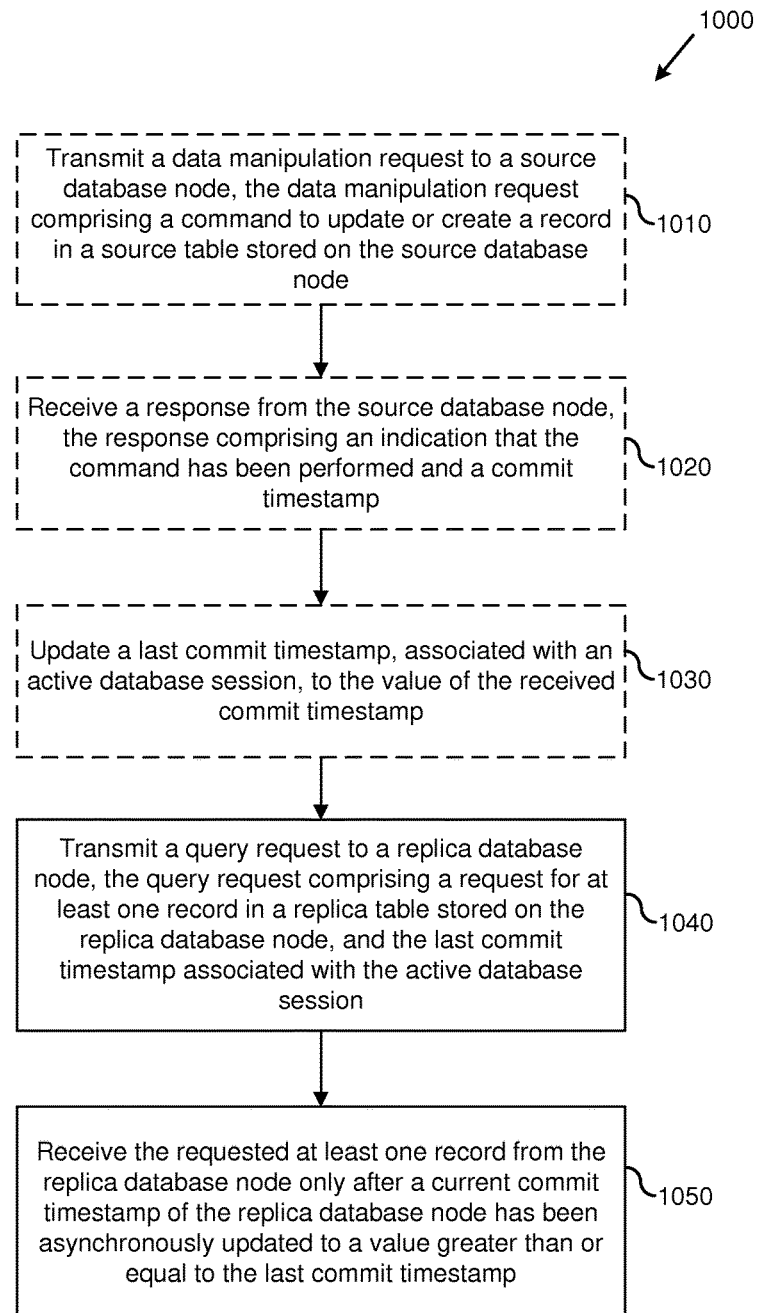 1000
Transmit a data manipulation request to a source
database node, the data manipulation request
comprising a command to update or create a record
in a source table stored on the source database
node
1010
Receive a response from the source database node,
the response comprising an indication that the
command has been performed and a commit
timestamp
1020
Update a last commit timestamp, associated with an
active database session, to the value of the received
commit timestamp
1030
Transmit a query request to a replica database
node, the query request comprising a request for at
least one record in a replica table stored on the
replica database node, and the last commit
timestamp associated with the active database
session
1040
Receive the requested at least one record from the
replica database node only after a current commit
timestamp of the replica database node has been
asynchronously updated to a value greater than or
equal to the last commit timestamp
1050